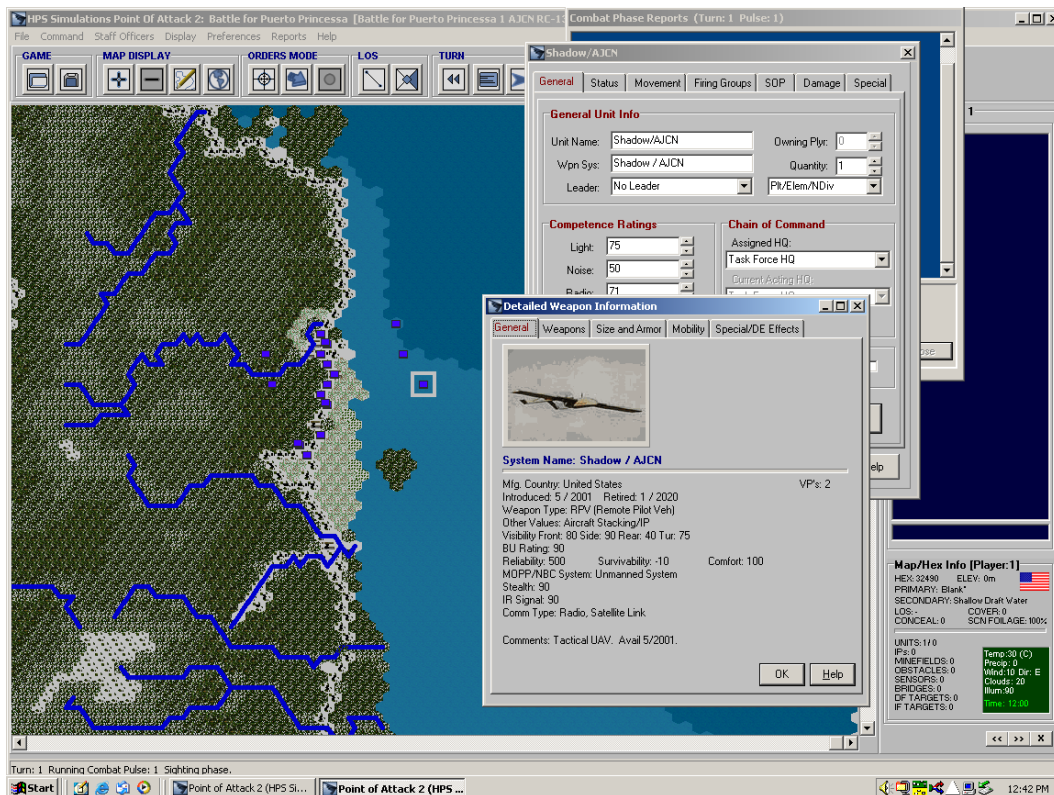 HPS Simulations Point Of Attack 2: Battle for Puerto Princessa [Battle for Puerto Princessa 1 AJCN RC-13
File Command Staff Officers Display Preferences Reports Help
GAME MAP DISPLAY ORDERS MODE LOS TURN
Combat Phase Reports (Turn: 1 Pulse: 1)
Shadow/AJCN
General Status Movement Firing Groups SOP Damage Special
General Unit Info
Unit Name: Shadow/AJCN Owning Plyr: 0
Wpn Sys: Shadow / AJCN Quantity: 1
Leader: No Leader Plt/Elem/NDiv
Competence Ratings Chain of Command
Light: 75 Assigned HQ:
Noise: 50 Task Force HQ
Radio: 71 Current Acting HQ:
1
Detailed Weapon Information
General Weapons Size and Armor Mobility Special/DE Effects
System Name: Shadow / AJCN
Mfg. Country: United States VP's: 2
Introduced: 5 / 2001 Retired: 1 / 2020
Weapon Type: RPV (Remote Pilot Veh)
Other Values: Aircraft Stacking/IP
Visibility Front: 80 Side: 90 Rear: 40 Tur: 75
BU Rating: 90
Reliability: 500 Survivability: -10 Comfort: 100
MOPP/NBC System: Unmanned System
Stealth: 90
IR Signal: 90
Comm Type: Radio, Satellite Link
Comments: Tactical UAV. Avail 5/2001.
OK Help
ose
elp
Map/Hex Info [Player:1]
HEX: 32490 ELEV: 0m
PRIMARY: Blank"
SECONDARY: Shallow Draft Water
LOS: - COVER: 0
CONCEAL: 0 SCN FOILAGE: 100%
UNITS: 1/ 0
IPs: 0
MINEFIELDS: 0
OBSTACLES: 0
SENSORS: 0
BRIDGES: 0
DF TARGETS: 0
IF TARGETS: 0
Temp:30 (C)
Precip: 0
Wind:10 Dir: E
Clouds: 20
Illum:90
Time: 12:00
<< >> X
Turn: 1 Running Combat Pulse: 1 Sighting phase.
Start Point of Attack 2 (HPS Si... Point of Attack 2 (HPS ... 12:42 PM